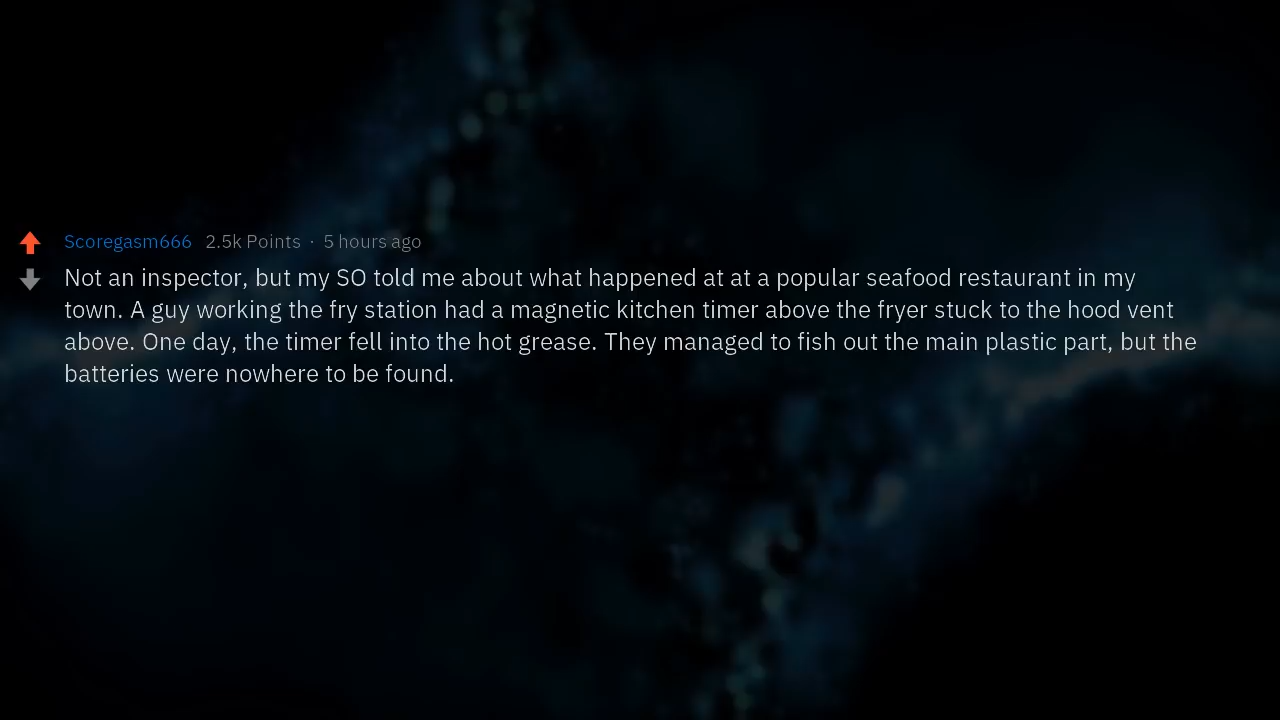 Scoregasm666 2.5k Points · 5 hours ago
Not an inspector, but my SO told me about what happened at at a popular seafood restaurant in my
town. A guy working the fry station had a magnetic kitchen timer above the fryer stuck to the hood vent
above. One day, the timer fell into the hot grease. They managed to fish out the main plastic part, but the
batteries were nowhere to be found.